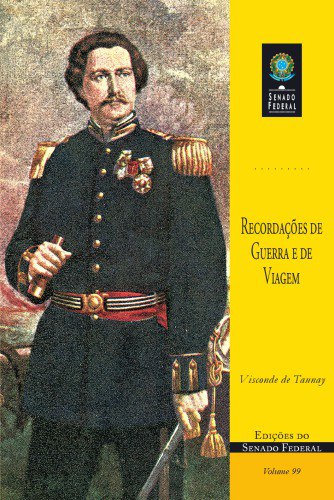 SENADO
FEDERAL
RECORDAÇÕES DE
GUERRA E DE
VIAGEM
Visconde de Taunay
EDIÇÕES DO
SENADO FEDERAL
Volume 99